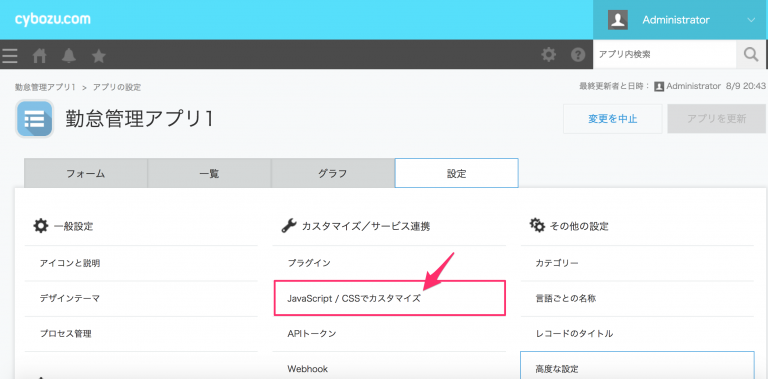 cybozu.com
Administrator
アプリ内検索
勤怠管理アプリ1 > アプリの設定
最終更新者と日時： Administrator 8/9 20:43
勤怠管理アプリ1
変更を中止
アプリを更新
フォーム
一覧
グラフ
設定
一般設定
アイコンと説明
デザインテーマ
プロセス管理
カスタマイズ／サービス連携
プラグイン
JavaScript / CSSでカスタマイズ
APIトークン
Webhook
その他の設定
カテゴリー
言語ごとの名称
レコードのタイトル
高度な設定